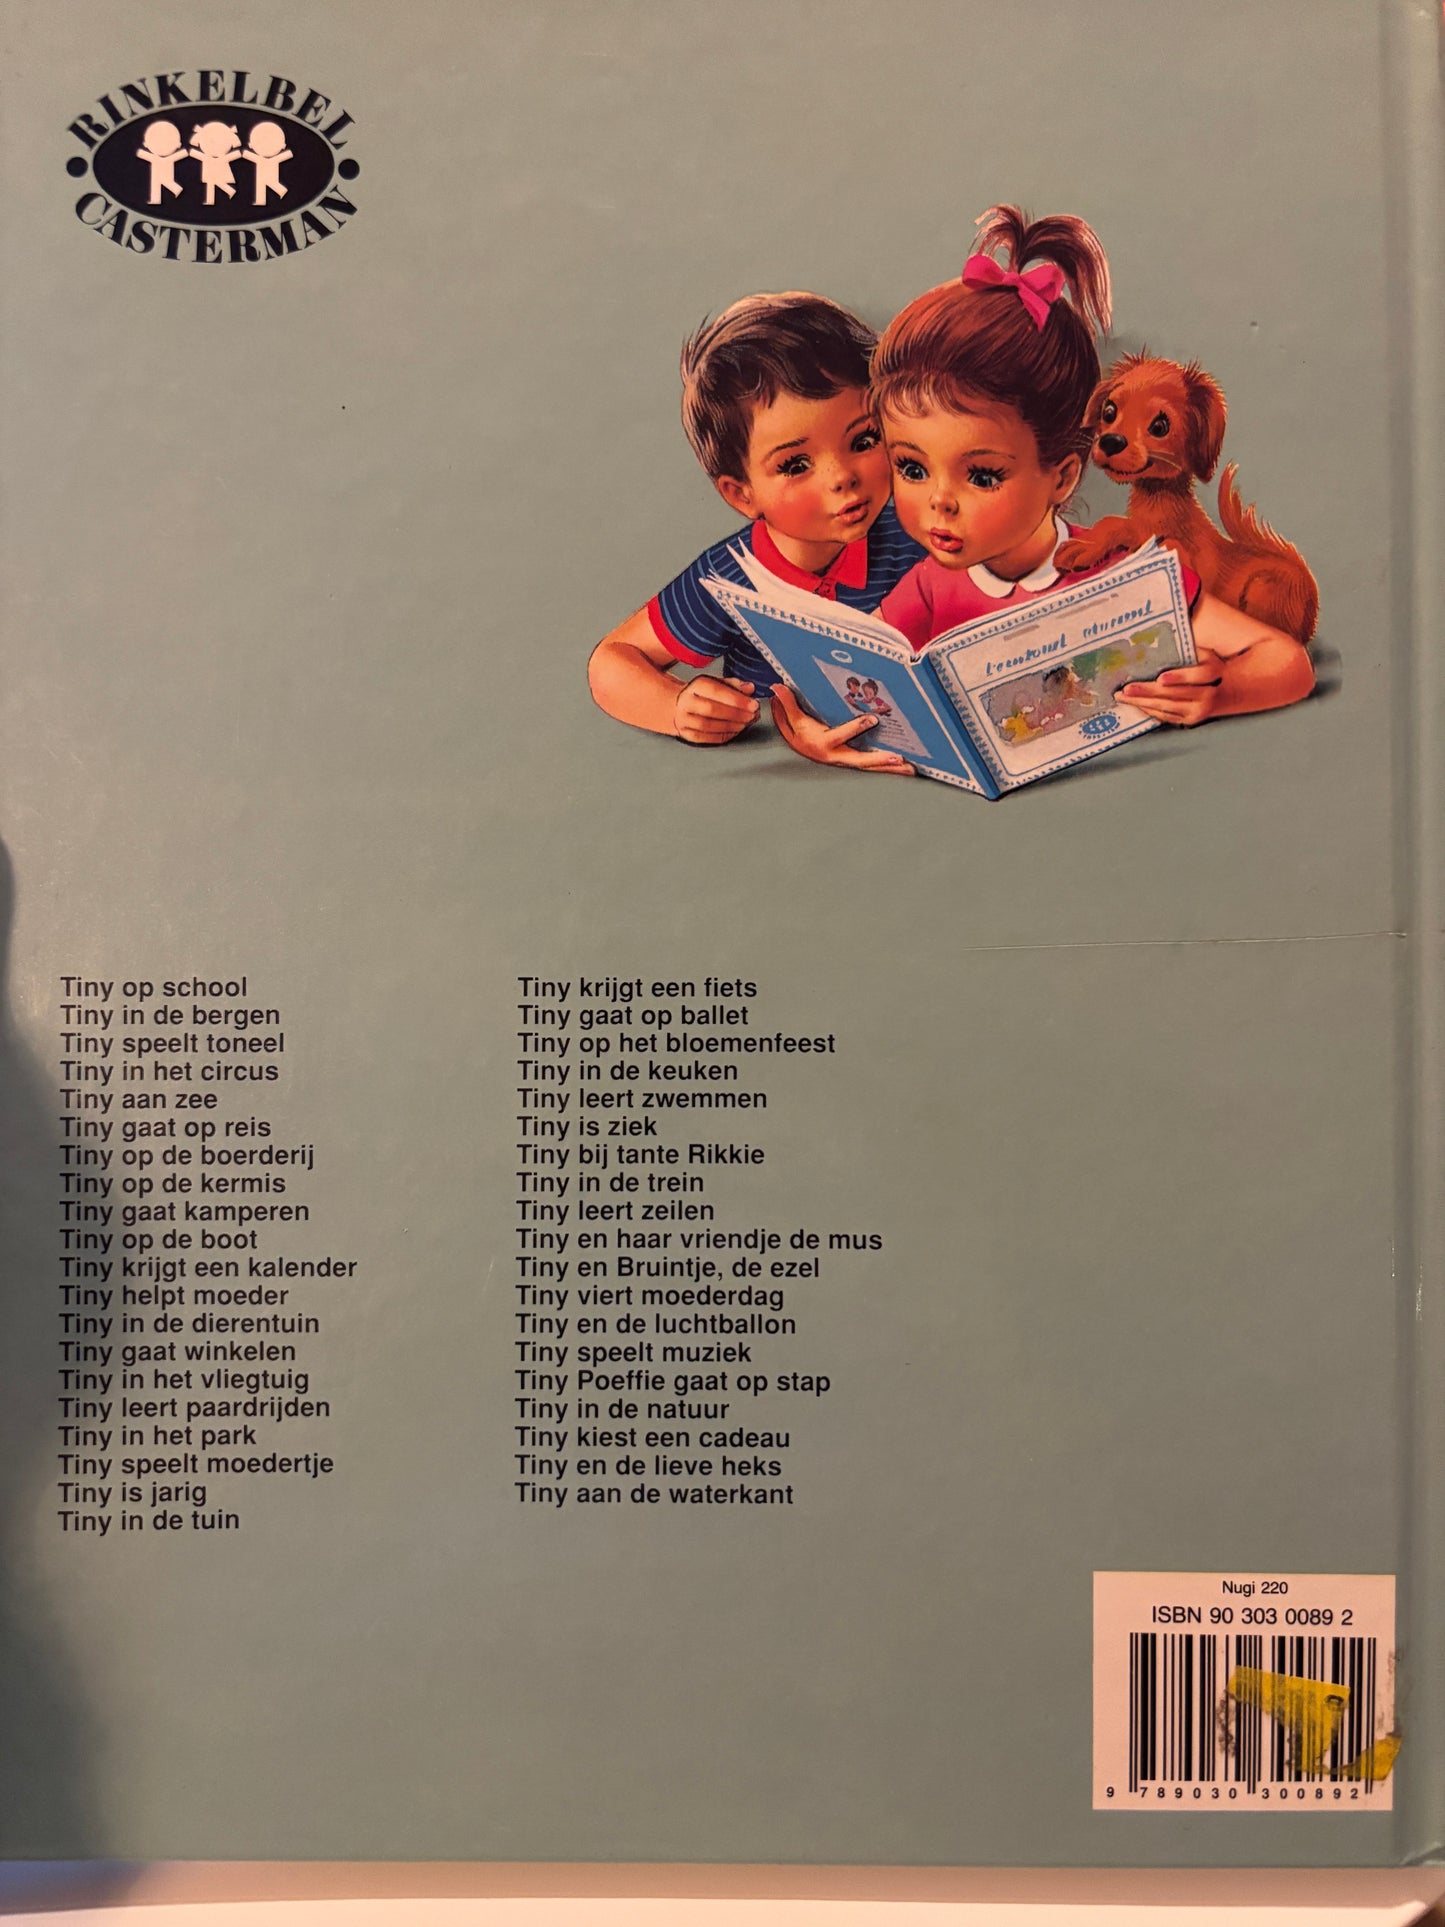 RINKELBEL
CASTERMAN
Tiny op school
Tiny in de bergen
Tiny speelt toneel
Tiny in het circus
Tiny aan zee
Tiny gaat op reis
Tiny op de boerderij
Tiny op de kermis
Tiny gaat kamperen
Tiny op de boot
Tiny krijgt een kalender
Tiny helpt moeder
Tiny in de dierentuin
Tiny gaat winkelen
Tiny in het vliegtuig
Tiny leert paardrijden
Tiny in het park
Tiny speelt moedertje
Tiny is jarig
Tiny in de tuin
Tiny krijgt een fiets
Tiny gaat op ballet
Tiny op het bloemenfeest
Tiny in de keuken
Tiny leert zwemmen
Tiny is ziek
Tiny bij tante Rikkie
Tiny in de trein
Tiny leert zeilen
Tiny en haar vriendje de mus
Tiny en Bruintje, de ezel
Tiny viert moederdag
Tiny en de luchtballon
Tiny speelt muziek
Tiny Poeffie gaat op stap
Tiny in de natuur
Tiny kiest een cadeau
Tiny en de lieve heks
Tiny aan de waterkant
Nugi 220
ISBN 90 303 0089 2
9 789030 300892